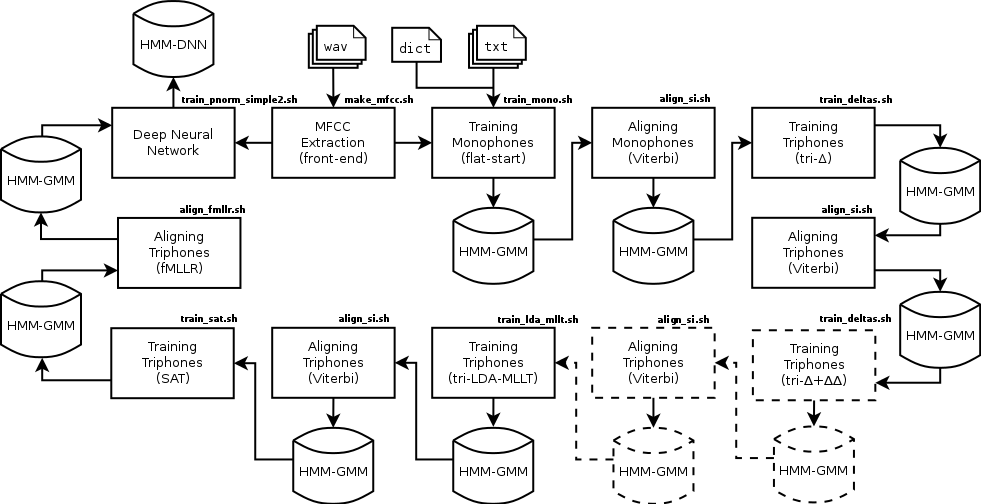 HMM-DNN
wav
dict
txt
train_pnorm_simple2.sh
make_mfcc.sh
train_mono.sh
align_si.sh
train_deltas.sh
Deep Neural
Network
MFCC
Extraction
(front-end)
Training
Monophones
(flat-start)
Aligning
Monophones
(Viterbi)
Training
Triphones
(tri-Δ)
HMM-GMM
HMM-GMM
align_fmllr.sh
Aligning
Triphones
(fMLLR)
HMM-GMM
HMM-GMM
align_si.sh
Aligning
Triphones
(Viterbi)
HMM-GMM
HMM-GMM
train_sat.sh
align_si.sh
train_lda_mllt.sh
align_si.sh
train_deltas.sh
Training
Triphones
(SAT)
Aligning
Triphones
(Viterbi)
Training
Triphones
(tri-LDA-MLLT)
Aligning
Triphones
(Viterbi)
Training
Triphones
(tri-Δ+ΔΔ)
HMM-GMM
HMM-GMM
HMM-GMM
HMM-GMM